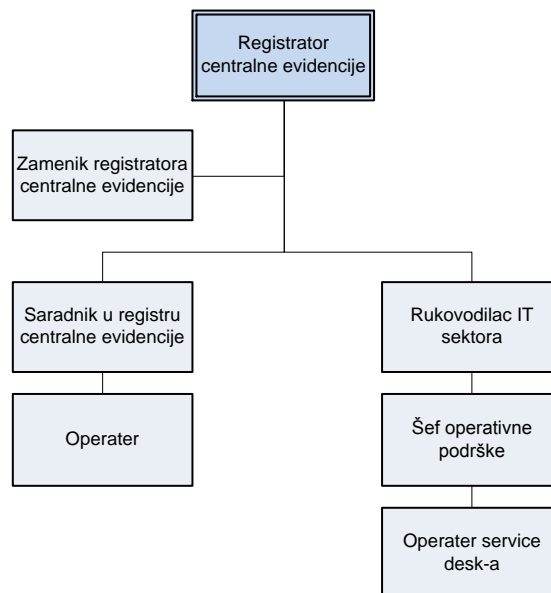 Registrator
centralne evidencije
Zamenik registratora
centralne evidencije
Saradnik u registru
centralne evidencije
Rukovodilac IT
sektora
Operater
Šef operativne
podrške
Operater service
desk-a